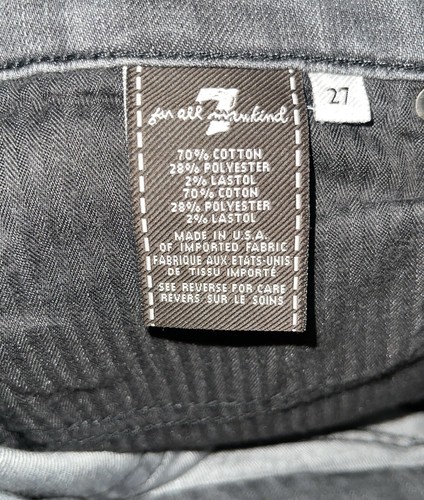 7
for all mankind
27
70% COTTON
28% POLYESTER
2% LASTOL
70% COTON
28% POLYESTER
2% LASTOL
MADE IN U.S.A.
OF IMPORTED FABRIC
FABRIQUE AUX ETATS-UNIS
DE TISSU IMPORTÉ
SEE REVERSE FOR CARE
REVERS SUR LE SOINS